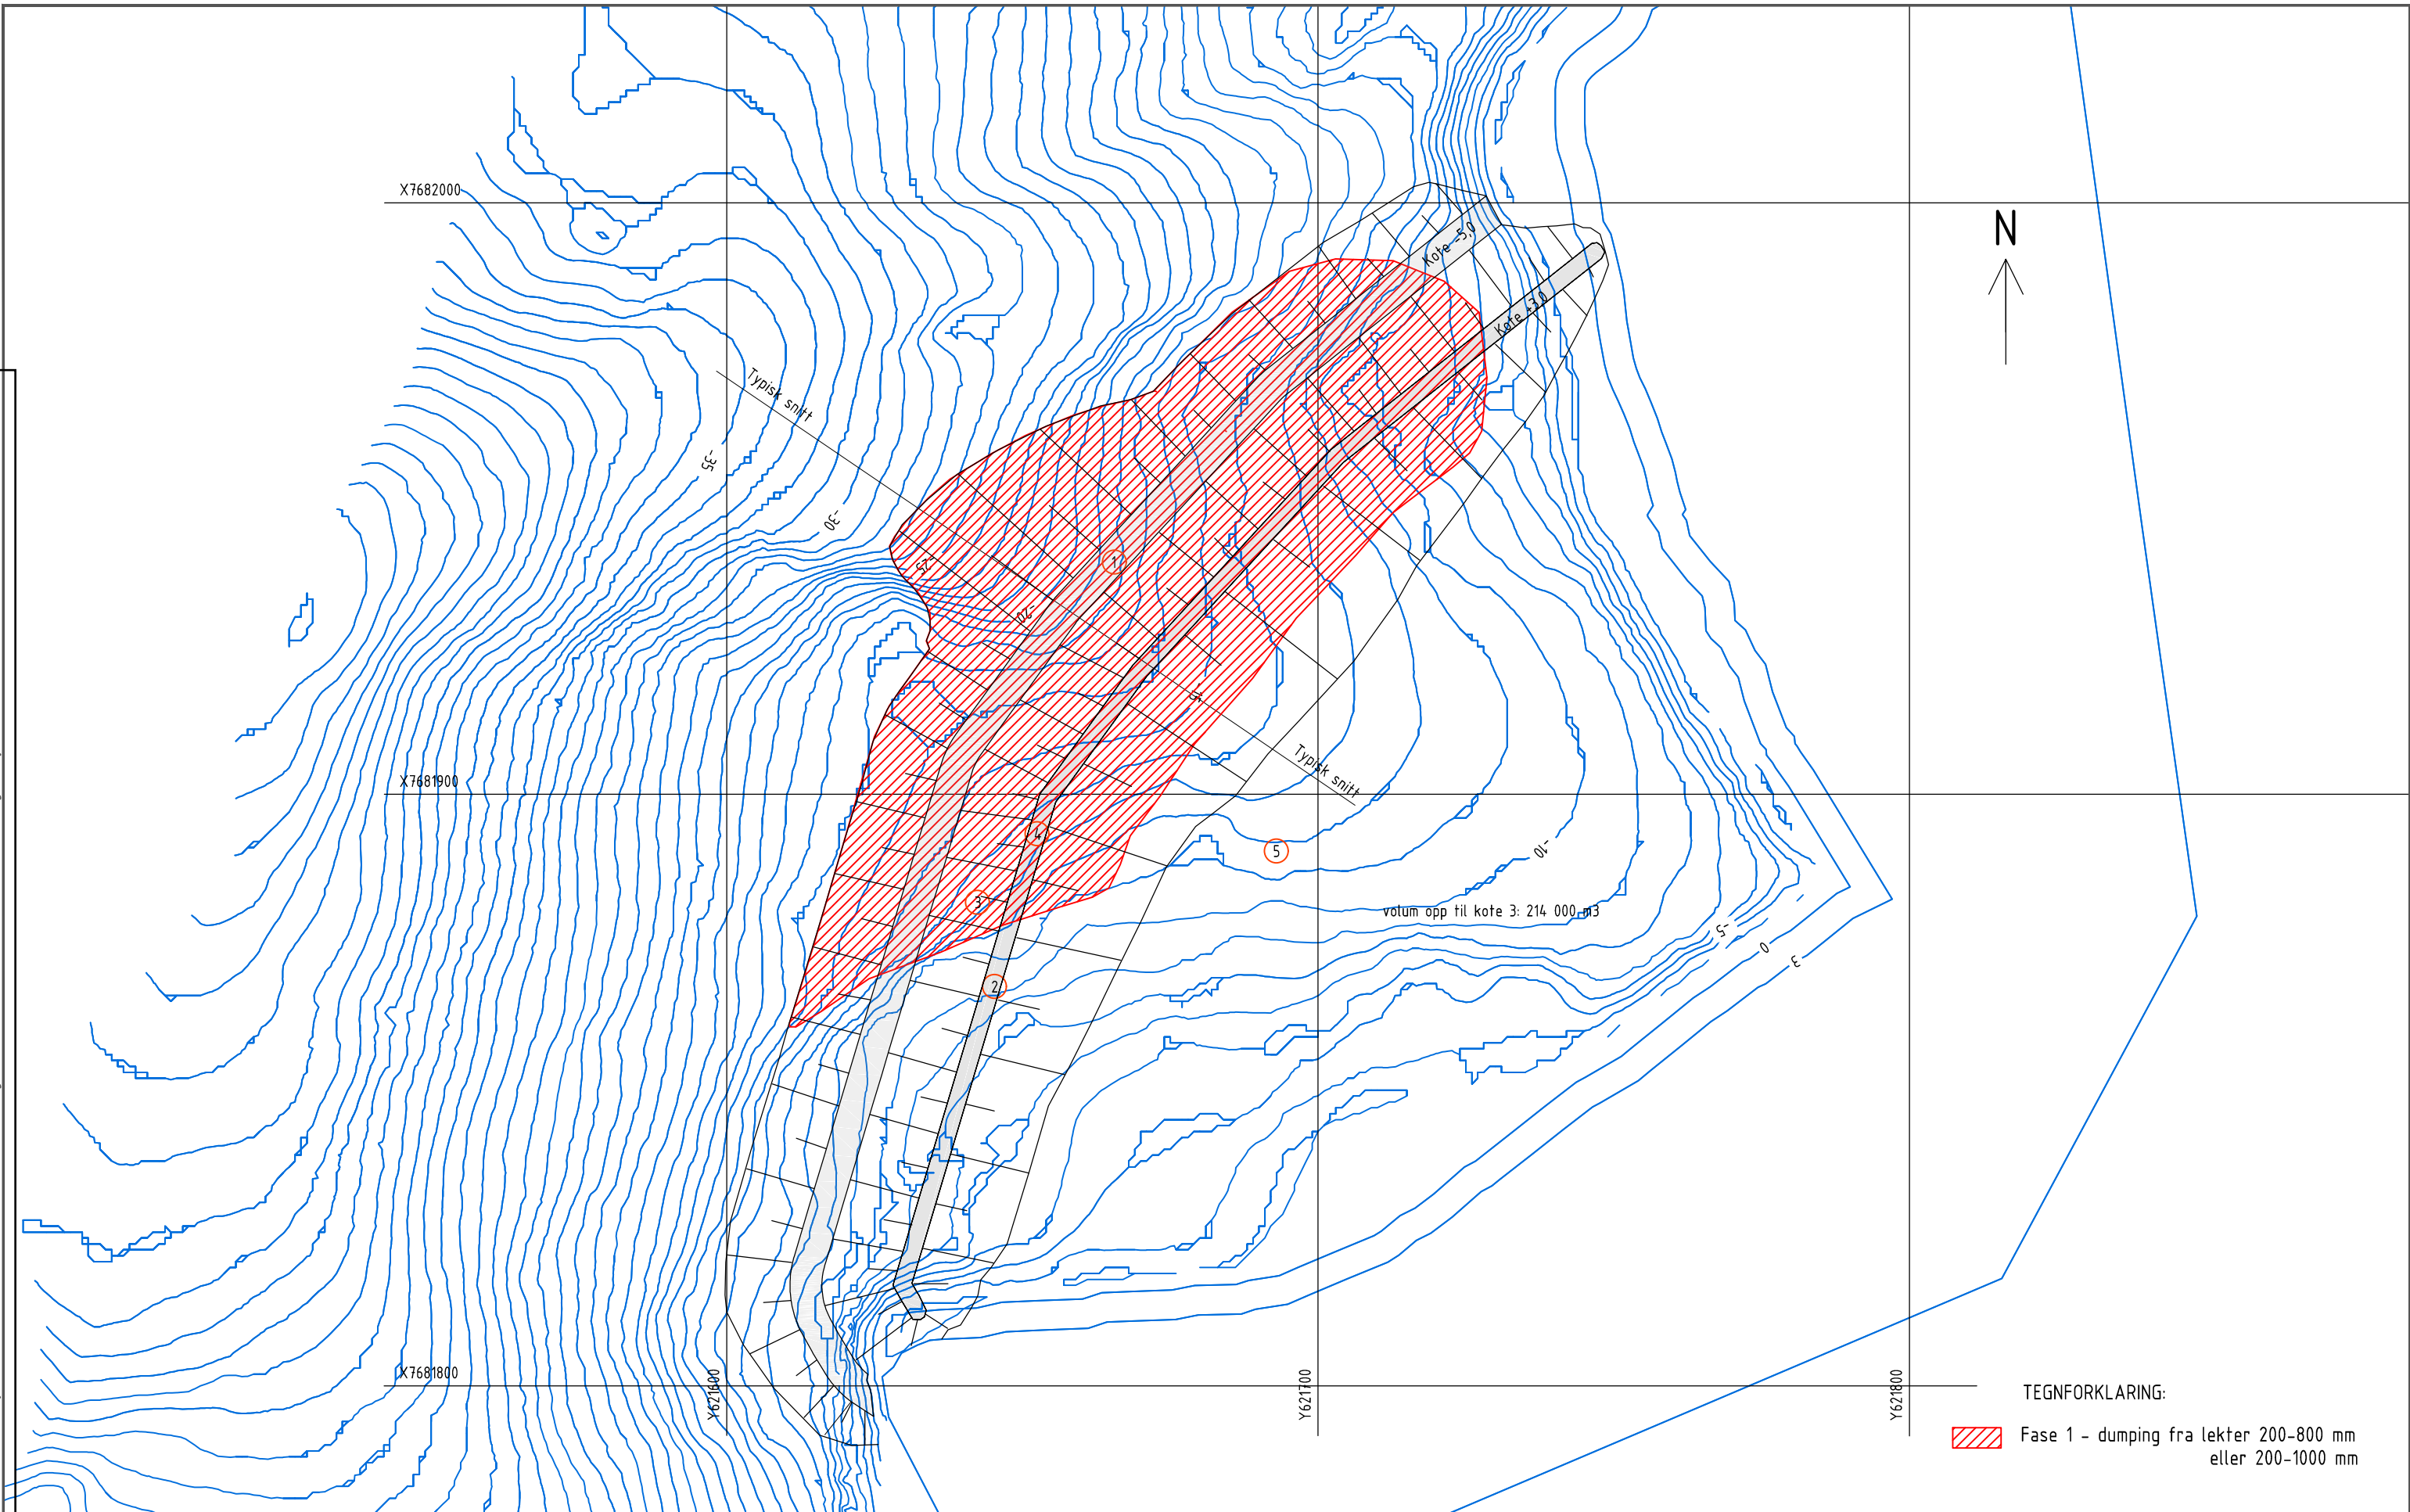 X7682000
N
Kote -5,0
Kote +3,0
Typisk snitt
-35
-30
-25
-20
1
Typisk snitt
X7681900
4
5
-10
3
volum opp til kote 3: 214 000 m3
-5
0
3
2
X7681800
Y621600
Y621700
Y621800
TEGNFORKLARING:
Fase 1 - dumping fra lekter 200-800 mm
eller 200-1000 mm